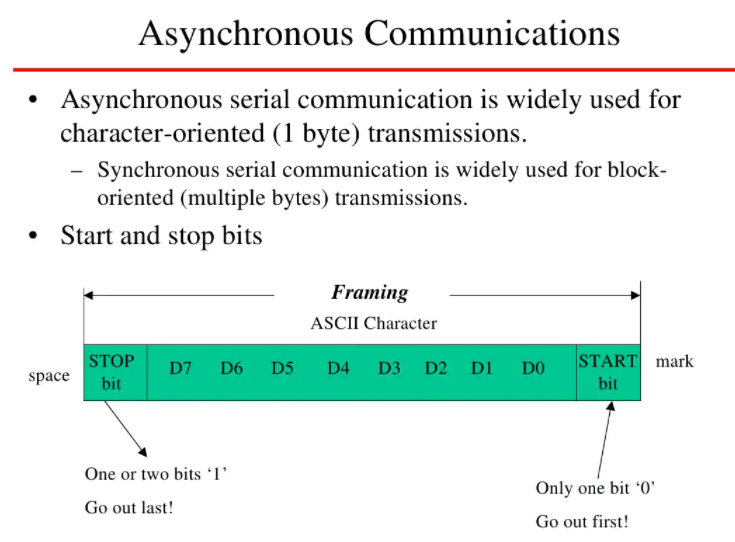 Asynchronous Communications
• Asynchronous serial communication is widely used for
character-oriented (1 byte) transmissions.
– Synchronous serial communication is widely used for block-
oriented (multiple bytes) transmissions.
• Start and stop bits
Framing
ASCII Character
space
STOP
bit
D7 D6 D5 D4 D3 D2 D1 D0
START
bit
mark
One or two bits ‘1’
Go out last!
Only one bit ‘0’
Go out first!